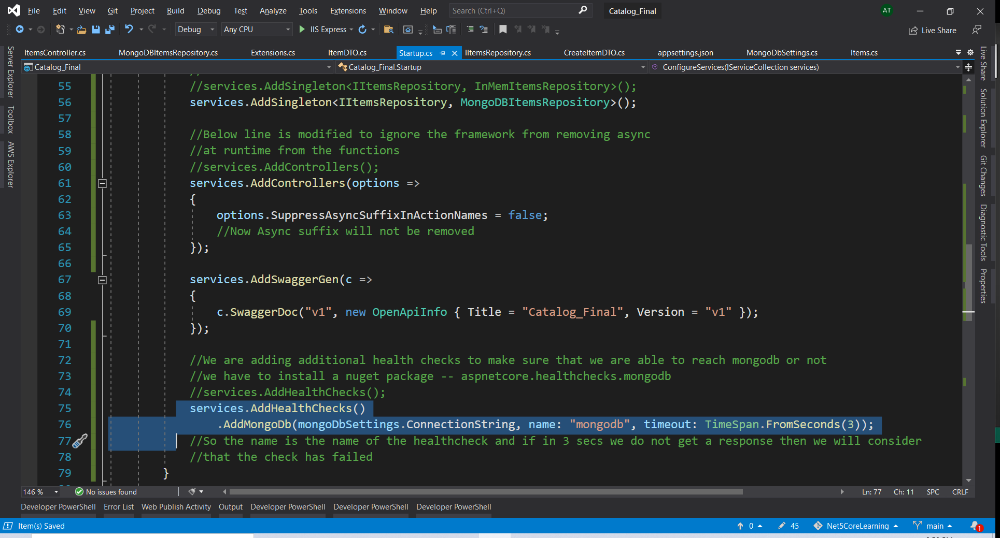 File Edit View Git Project Build Debug Test Analyze Tools Extensions Window Help Search (Ctrl+Q) Catalog_Final AT
Debug Any CPU IIS Express Live Share
ItemsController.cs MongoDBItemsRepository.cs Extensions.cs ItemDTO.cs Startup.cs IItemsRepository.cs CreateItemDTO.cs appsettings.json MongoDbSettings.cs Items.cs
Catalog_Final Catalog_Final.Startup ConfigureServices(IServiceCollection services)
Server Explorer
Toolbox
AWS Explorer
55 //services.AddSingleton<IItemsRepository, InMemItemsRepository>();
56 services.AddSingleton<IItemsRepository, MongoDBItemsRepository>();
57
58 //Below line is modified to ignore the framework from removing async
59 //at runtime from the functions
60 //services.AddControllers();
61 services.AddControllers(options =>
62 {
63 options.SuppressAsyncSuffixInActionNames = false;
64 //Now Async suffix will not be removed
65 });
66
67 services.AddSwaggerGen(c =>
68 {
69 c.SwaggerDoc("v1", new OpenApiInfo { Title = "Catalog_Final", Version = "v1" });
70 });
71
72 //We are adding additional health checks to make sure that we are able to reach mongodb or not
73 //we have to install a nuget package -- aspnetcore.healthchecks.mongodb
74 //services.AddHealthChecks();
75 services.AddHealthChecks()
76 .AddMongoDb(mongoDbSettings.ConnectionString, name: "mongodb", timeout: TimeSpan.FromSeconds(3));
77 //So the name is the name of the healthcheck and if in 3 secs we do not get a response then we will consider
78 //that the check has failed
79 }
Live Share
Solution Explorer
Git Changes
Diagnostic Tools
Properties
146 % No issues found Ln: 77 Ch: 11 SPC CRLF
Developer PowerShell Error List Web Publish Activity Output Developer PowerShell Developer PowerShell Developer PowerShell
Item(s) Saved 0 45 Net5CoreLearning main 1